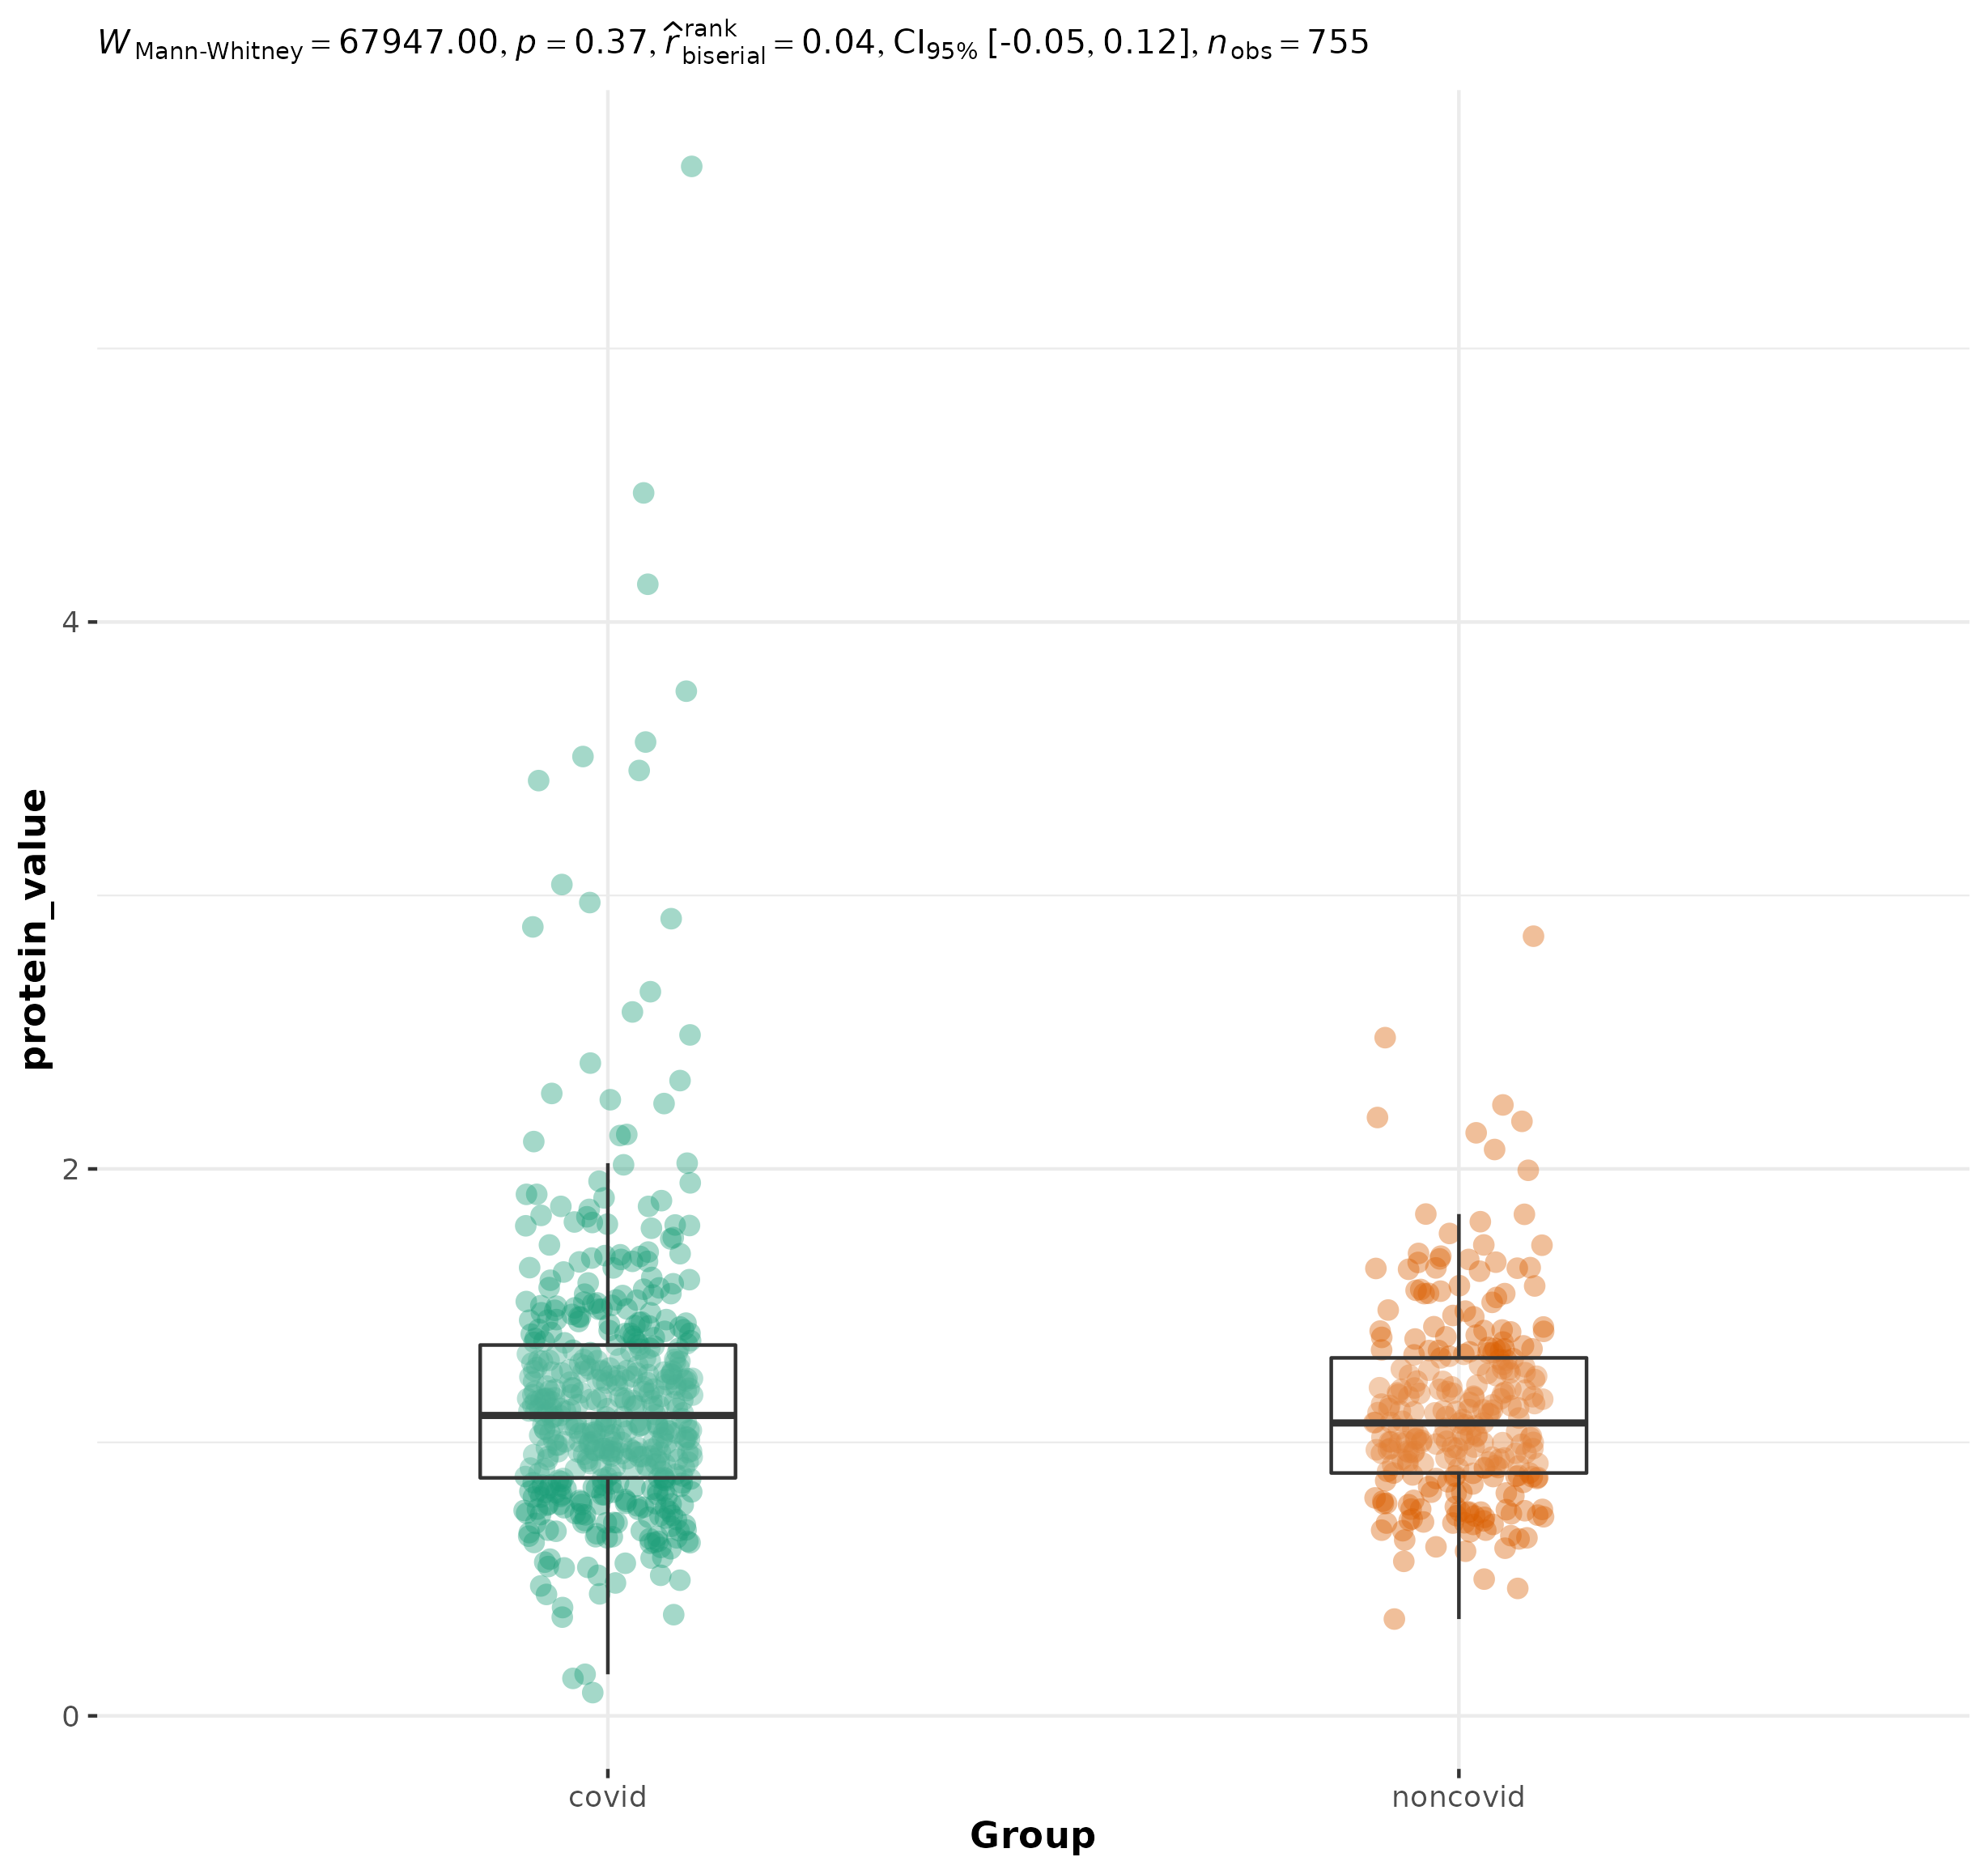 W Mann-Whitney = 67947.00, p = 0.37, r̂ rank biserial = 0.04, CI95% [-0.05, 0.12], n obs = 755
protein_value
4
2
0
covid noncovid
Group